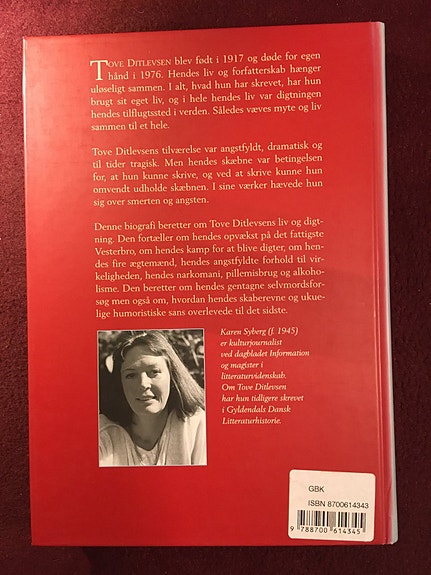 TOVE DITLEVSEN blev født i 1917 og døde for egen
hånd i 1976. Hendes liv og forfatterskab hænger
uløseligt sammen. I alt, hvad hun har skrevet, har hun
brugt sit eget liv, og i hele hendes liv var digtningen
hendes tilflugtssted i verden. Således væves myte og liv
sammen til et hele.
Tove Ditlevsens tilværelse var angstfyldt, dramatisk og
til tider tragisk. Men hendes skæbne var betingelsen
for, at hun kunne skrive, og ved at skrive kunne hun
omvendt udholde skæbnen. I sine værker hævede hun
sig over smerten og angsten.
Denne biografi beretter om Tove Ditlevsens liv og digt-
ning. Den fortæller om hendes opvækst på det fattigste
Vesterbro, om hendes kamp for at blive digter, om hen-
des fire ægtemænd, hendes angstfyldte forhold til vir-
keligheden, hendes narkomani, pillemisbrug og alkoho-
lisme. Den beretter om hendes gentagne selvmordsfor-
søg men også om, hvordan hendes skaberevne og ukue-
lige humoristiske sans overlevede til det sidste.
Karen Syberg (f. 1945)
er kulturjournalist
ved dagbladet Information
og magister i
litteraturvidenskab.
Om Tove Ditlevsen
har hun tidligere skrevet
i Gyldendals Dansk
Litteraturhistorie.
GBK
ISBN 8700614343
9 788700 614345